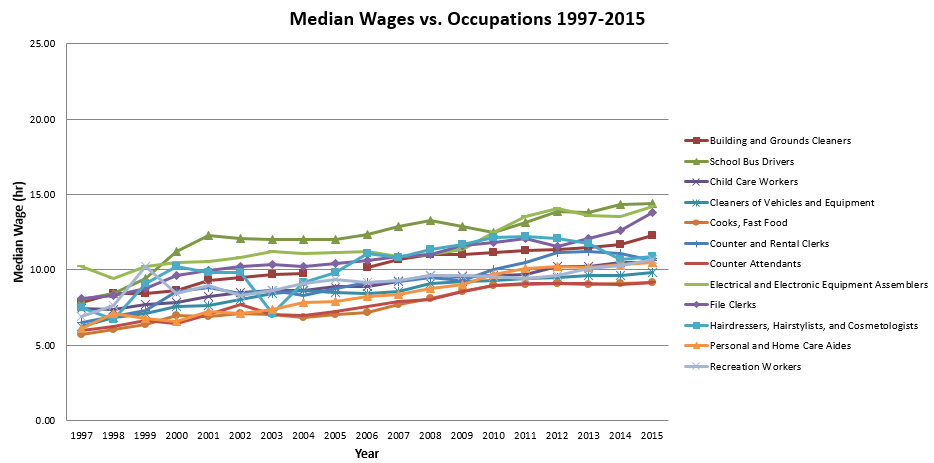 Median Wages vs. Occupations 1997-2015
25.00
20.00
15.00
10.00
5.00
0.00
Median Wage (hr)
1997 1998 1999 2000 2001 2002 2003 2004 2005 2006 2007 2008 2009 2010 2011 2012 2013 2014 2015
Year
Building and Grounds Cleaners
School Bus Drivers
Child Care Workers
Cleaners of Vehicles and Equipment
Cooks, Fast Food
Counter and Rental Clerks
Counter Attendants
Electrical and Electronic Equipment Assemblers
File Clerks
Hairdressers, Hairstylists, and Cosmetologists
Personal and Home Care Aides
Recreation Workers